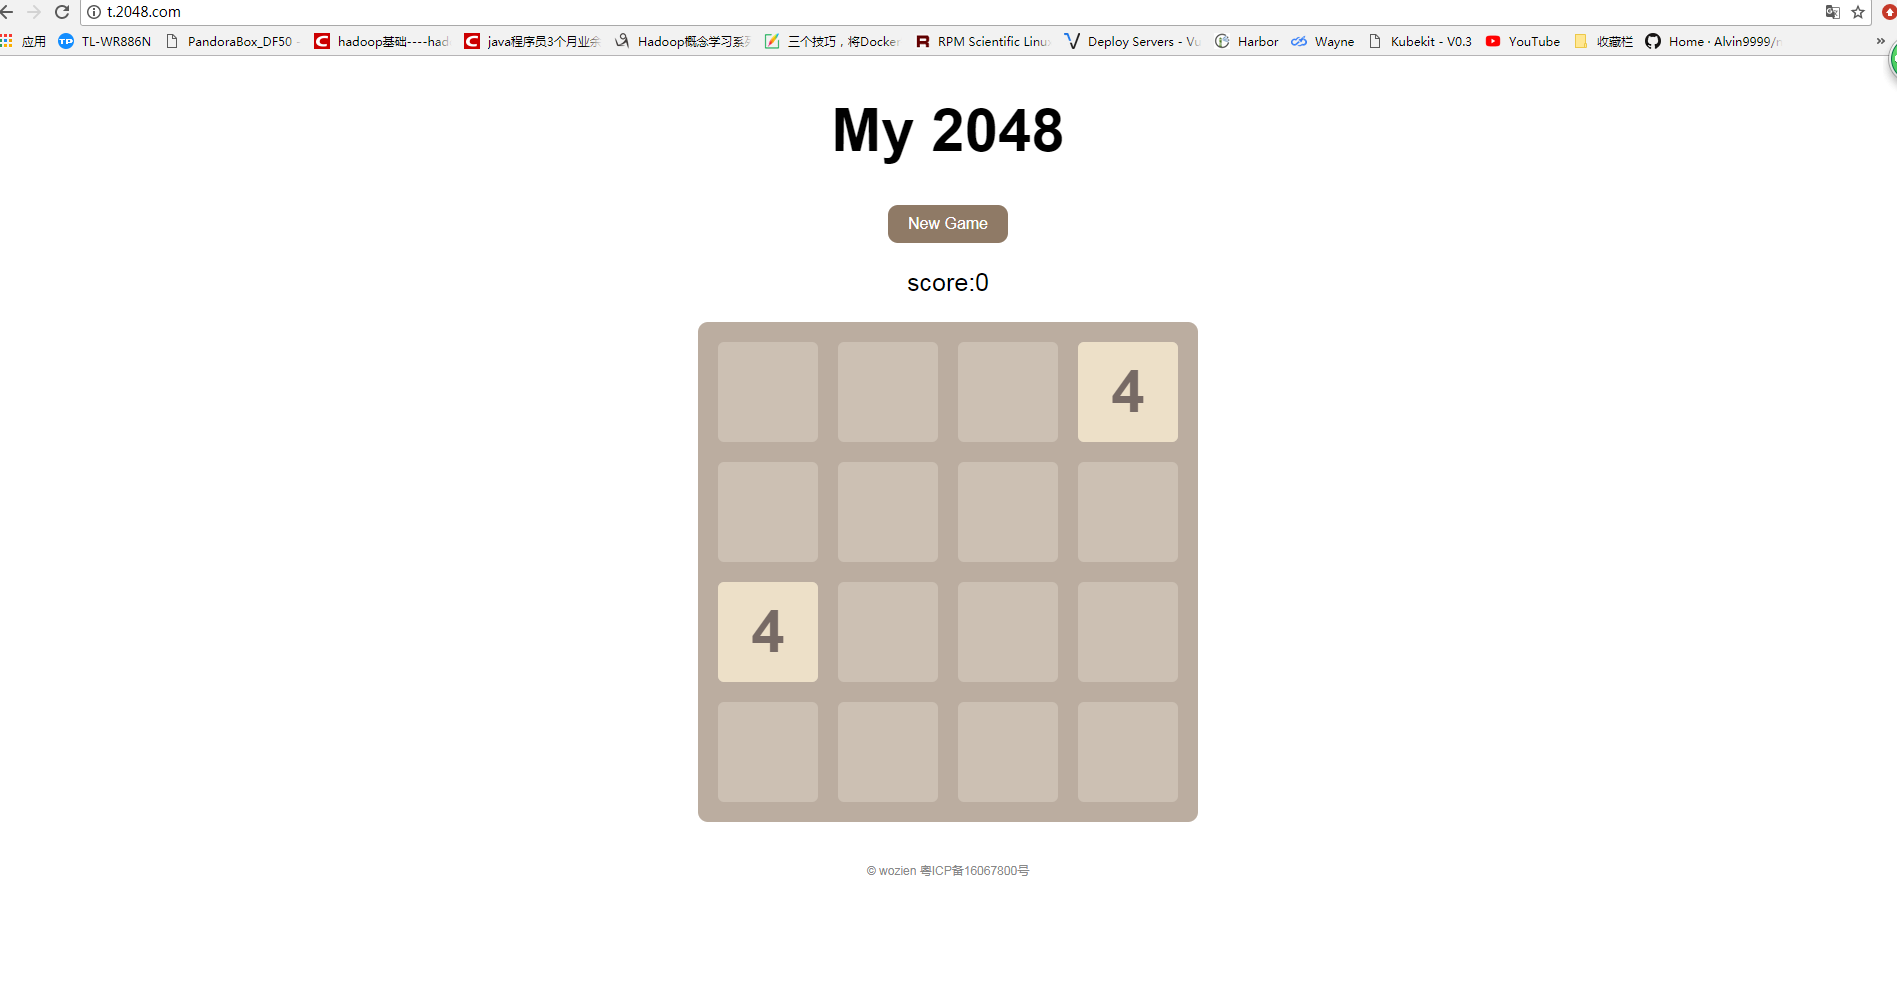 t.2048.com
应用 TL-WR886N PandoraBox_DF50 hadoop基础----had java程序员3个月业余 Hadoop概念学习系 三个技巧，将Docker RPM Scientific Linu Deploy Servers - Vu Harbor Wayne Kubekit - V0.3 YouTube 收藏栏 Home · Alvin9999/n »
My 2048
New Game
score:0
4
4
© wozien 粤ICP备16067800号